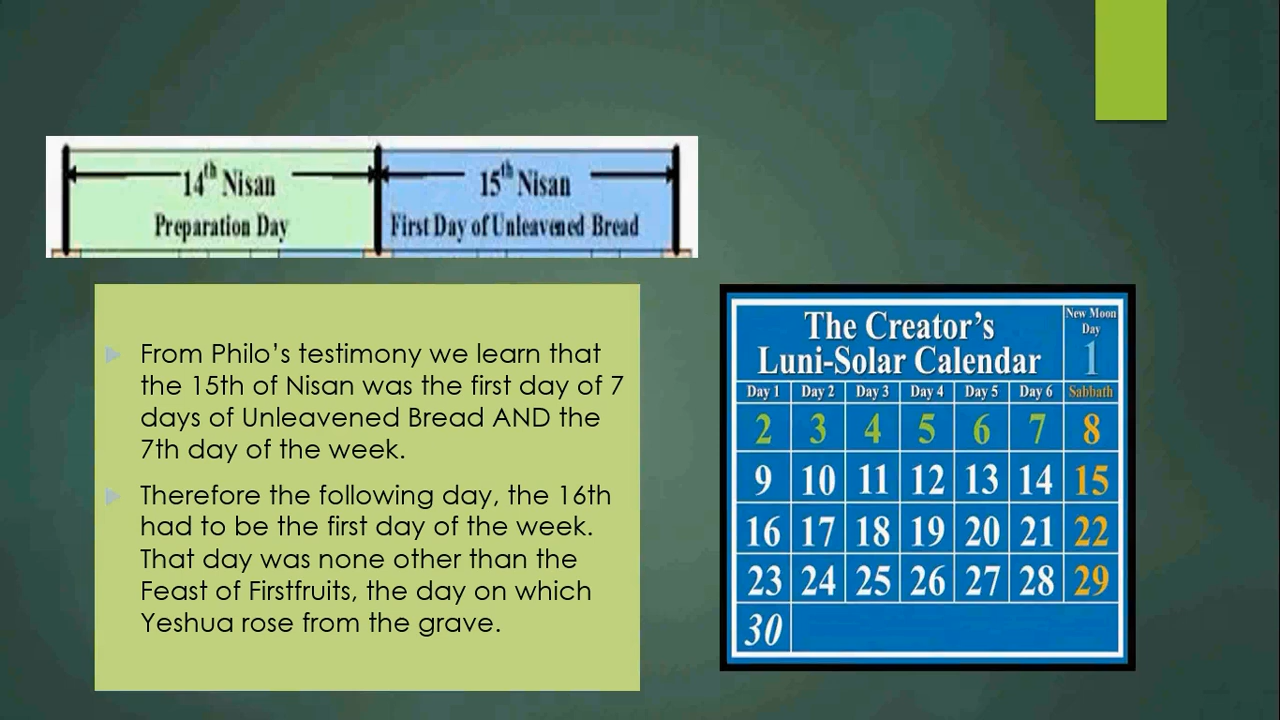 14th Nisan
Preparation Day
15th Nisan
First Day of Unleavened Bread
From Philo’s testimony we learn that
the 15th of Nisan was the first day of 7
days of Unleavened Bread AND the
7th day of the week.
Therefore the following day, the 16th
had to be the first day of the week.
That day was none other than the
Feast of Firstfruits, the day on which
Yeshua rose from the grave.
The Creator’s
Luni-Solar Calendar
New Moon
Day
1
Day 1 Day 2 Day 3 Day 4 Day 5 Day 6 Sabbath
2 3 4 5 6 7 8
9 10 11 12 13 14 15
16 17 18 19 20 21 22
23 24 25 26 27 28 29
30